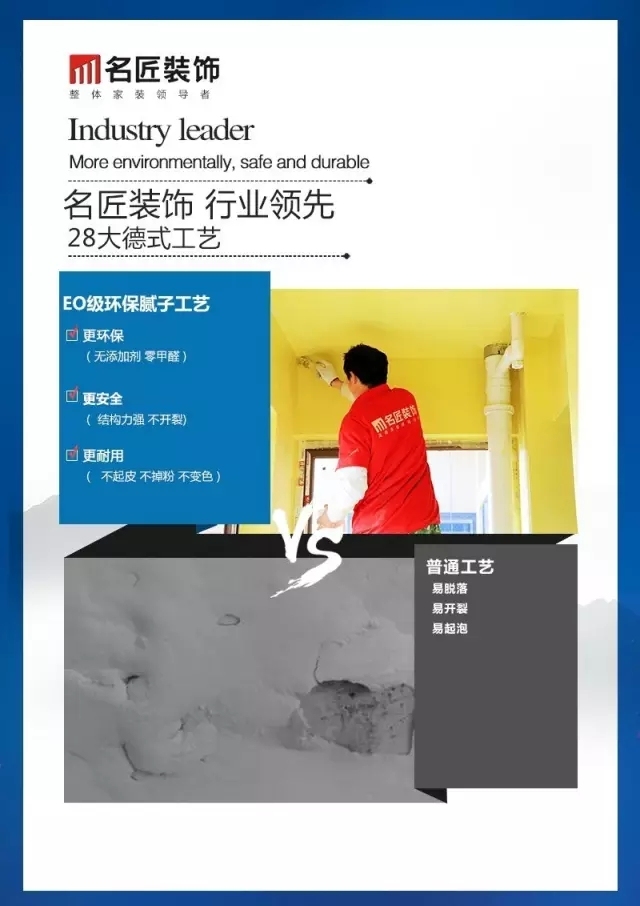 名匠装饰
整体家装领导者
Industry leader
More environmentally, safe and durable
名匠装饰 行业领先
28大德式工艺
EO级环保腻子工艺
更环保
（无添加剂 零甲醛）
更安全
（ 结构力强 不开裂)
更耐用
（ 不起皮 不掉粉 不变色）
名匠装饰
VS
普通工艺
易脱落
易开裂
易起泡